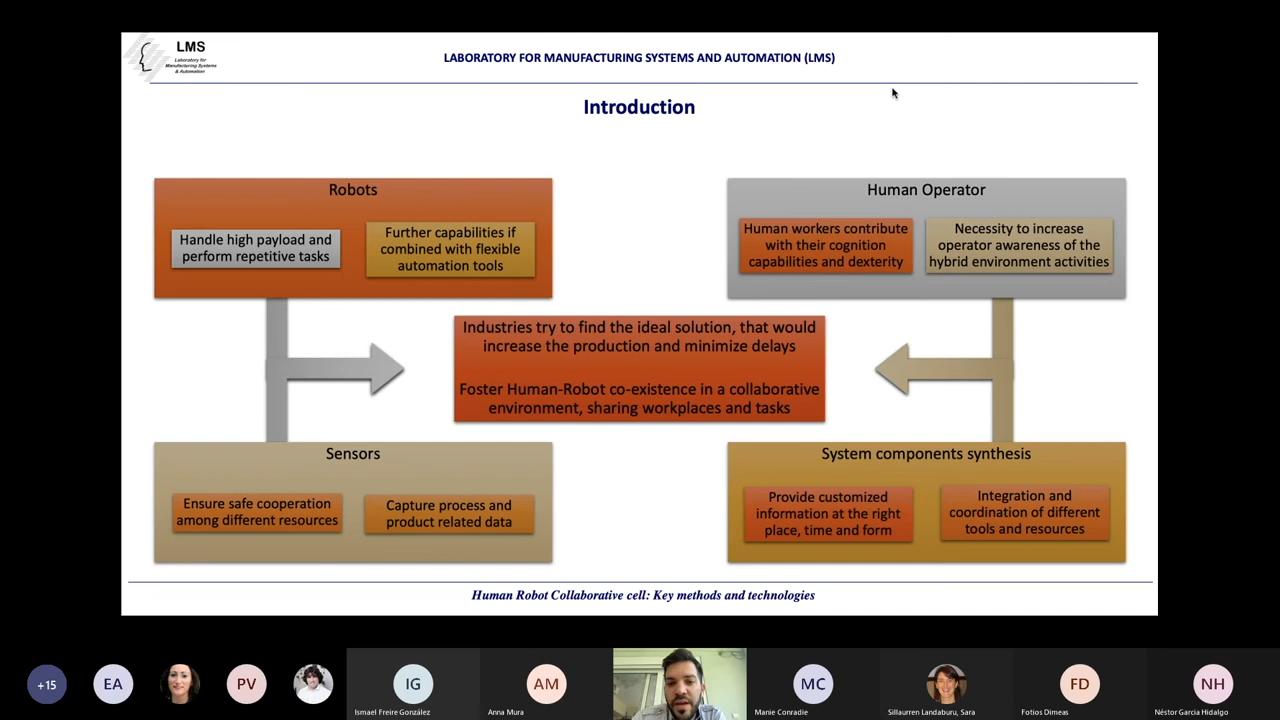 LMS
Laboratory for
Manufacturing Systems
& Automation
LABORATORY FOR MANUFACTURING SYSTEMS AND AUTOMATION (LMS)
Introduction
Robots
Handle high payload and
perform repetitive tasks
Further capabilities if
combined with flexible
automation tools
Human Operator
Human workers contribute
with their cognition
capabilities and dexterity
Necessity to increase
operator awareness of the
hybrid environment activities
Industries try to find the ideal solution, that would
increase the production and minimize delays
Foster Human-Robot co-existence in a collaborative
environment, sharing workplaces and tasks
Sensors
Ensure safe cooperation
among different resources
Capture process and
product related data
System components synthesis
Provide customized
information at the right
place, time and form
Integration and
coordination of different
tools and resources
Human Robot Collaborative cell: Key methods and technologies
+15
EA
PV
IG
Ismael Freire González
AM
Anna Mura
MC
Manie Conradie
Sillaurren Landaburu, Sara
FD
Fotios Dimeas
NH
Néstor Garcia Hidalgo